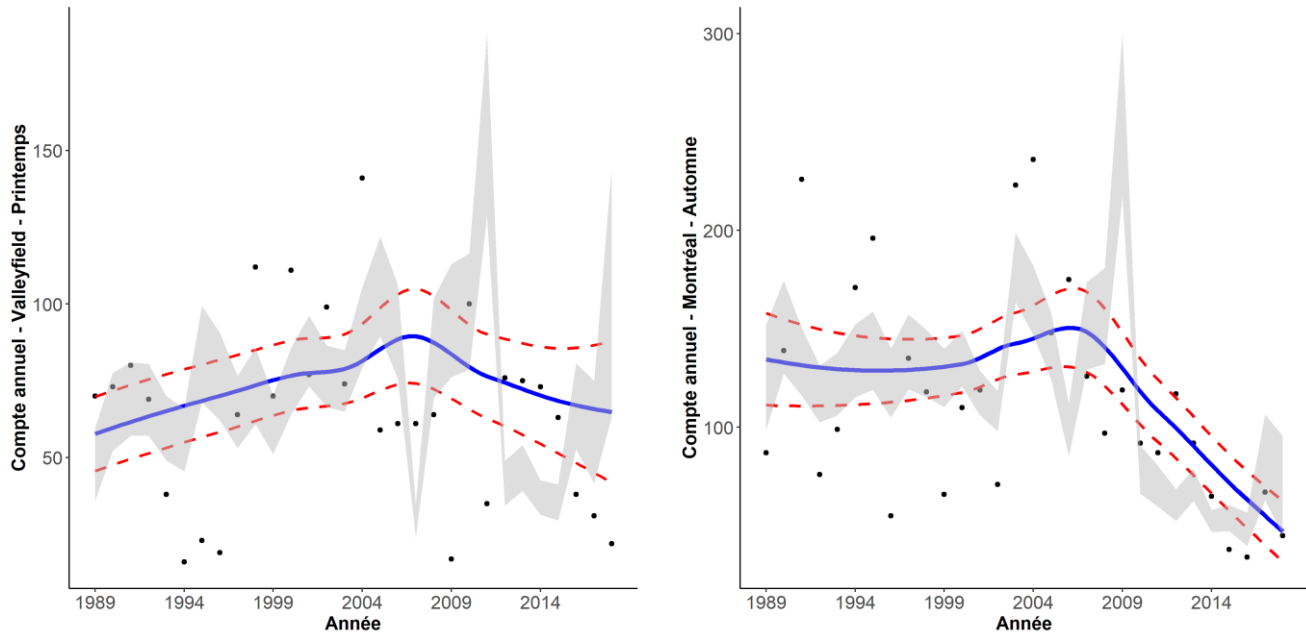 Compte annuel - Valleyfield - Printemps
150
100
50
1989 1994 1999 2004 2009 2014
Année
Compte annuel - Montréal - Automne
300
200
100
1989 1994 1999 2004 2009 2014
Année